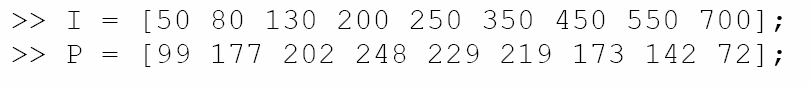 >> I = [50 80 130 200 250 350 450 550 700];
>> P = [99 177 202 248 229 219 173 142 72];